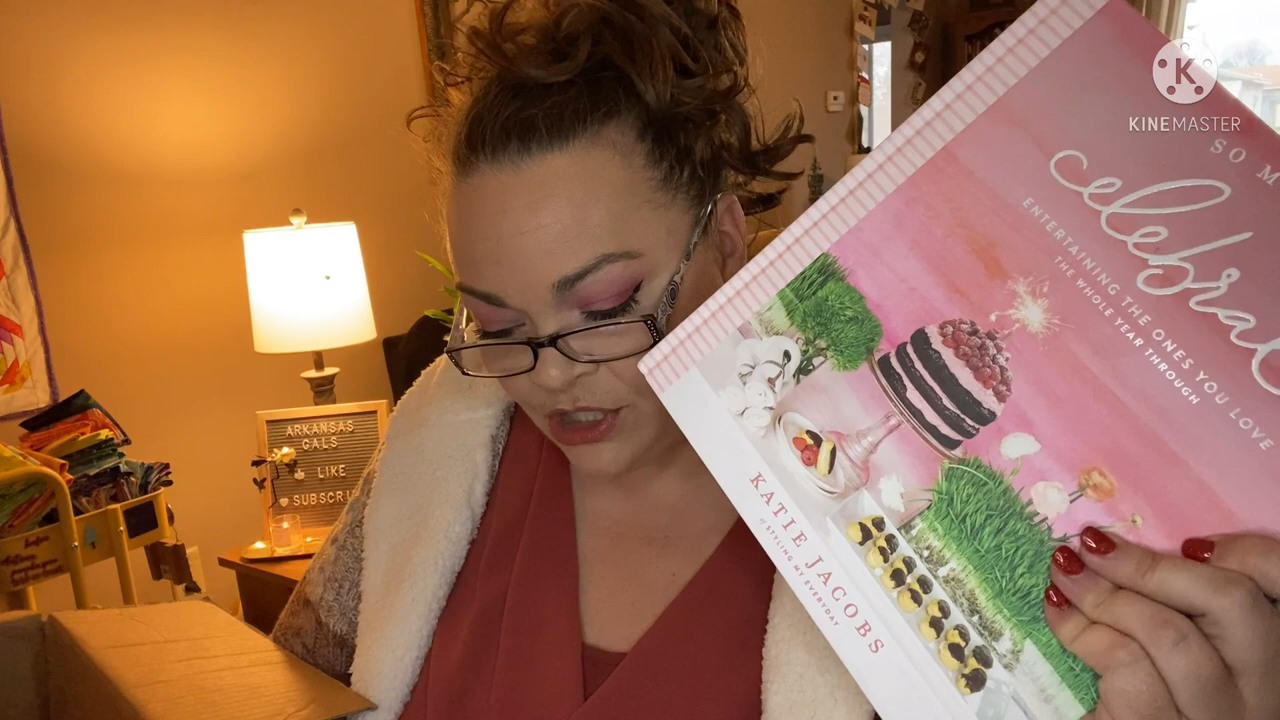 K
KINEMASTER
SO M
celebrat
ENTERTAINING THE ONES YOU LOVE
THE WHOLE YEAR THROUGH
KATIE JACOBS
of STYLING MY EVERYDAY
ARKANSAS
GALS
LIKE
SUBSCRI